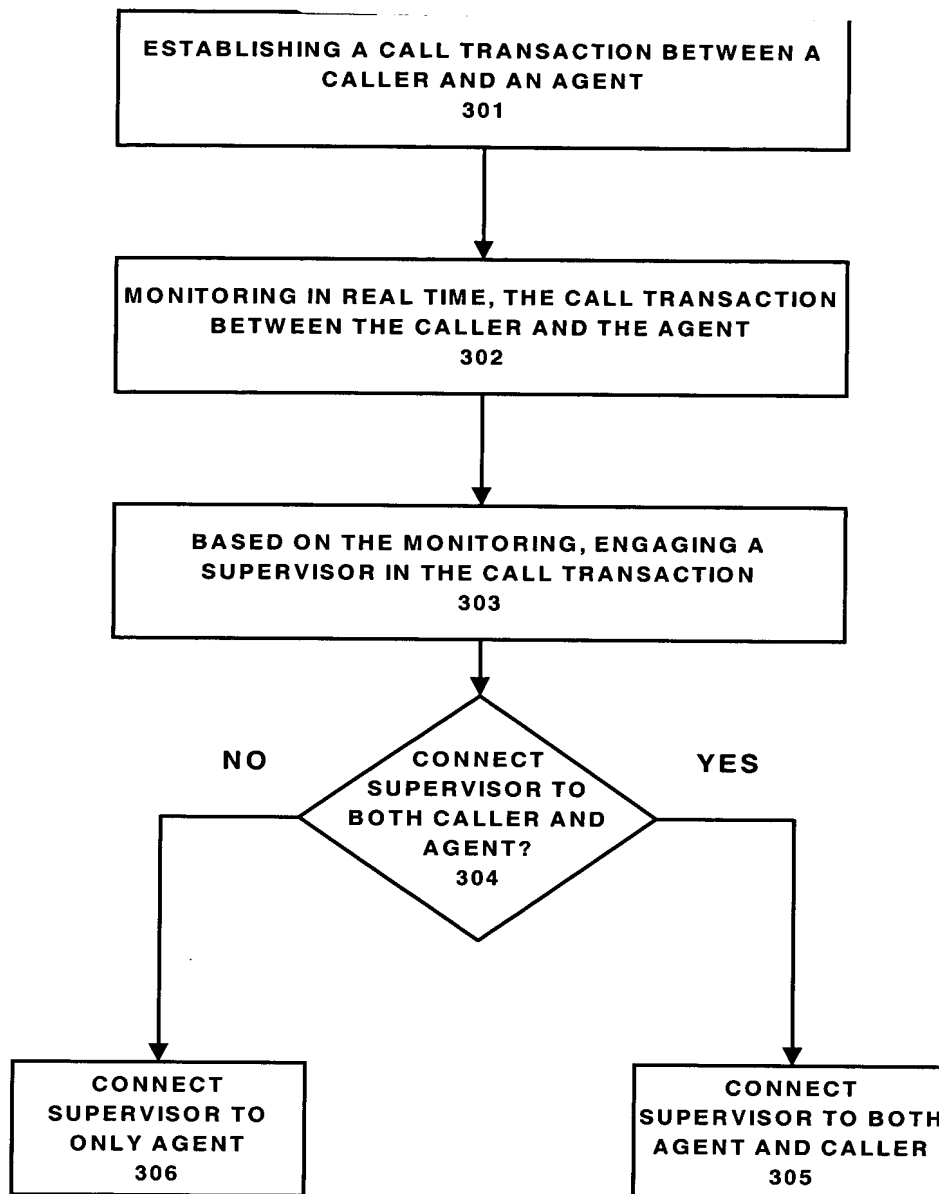 ESTABLISHING A CALL TRANSACTION BETWEEN A
CALLER AND AN AGENT
301
MONITORING IN REAL TIME, THE CALL TRANSACTION
BETWEEN THE CALLER AND THE AGENT
302
BASED ON THE MONITORING, ENGAGING A
SUPERVISOR IN THE CALL TRANSACTION
303
NO
YES
CONNECT
SUPERVISOR TO
BOTH CALLER AND
AGENT?
304
CONNECT
SUPERVISOR TO
ONLY AGENT
306
CONNECT
SUPERVISOR TO BOTH
AGENT AND CALLER
305